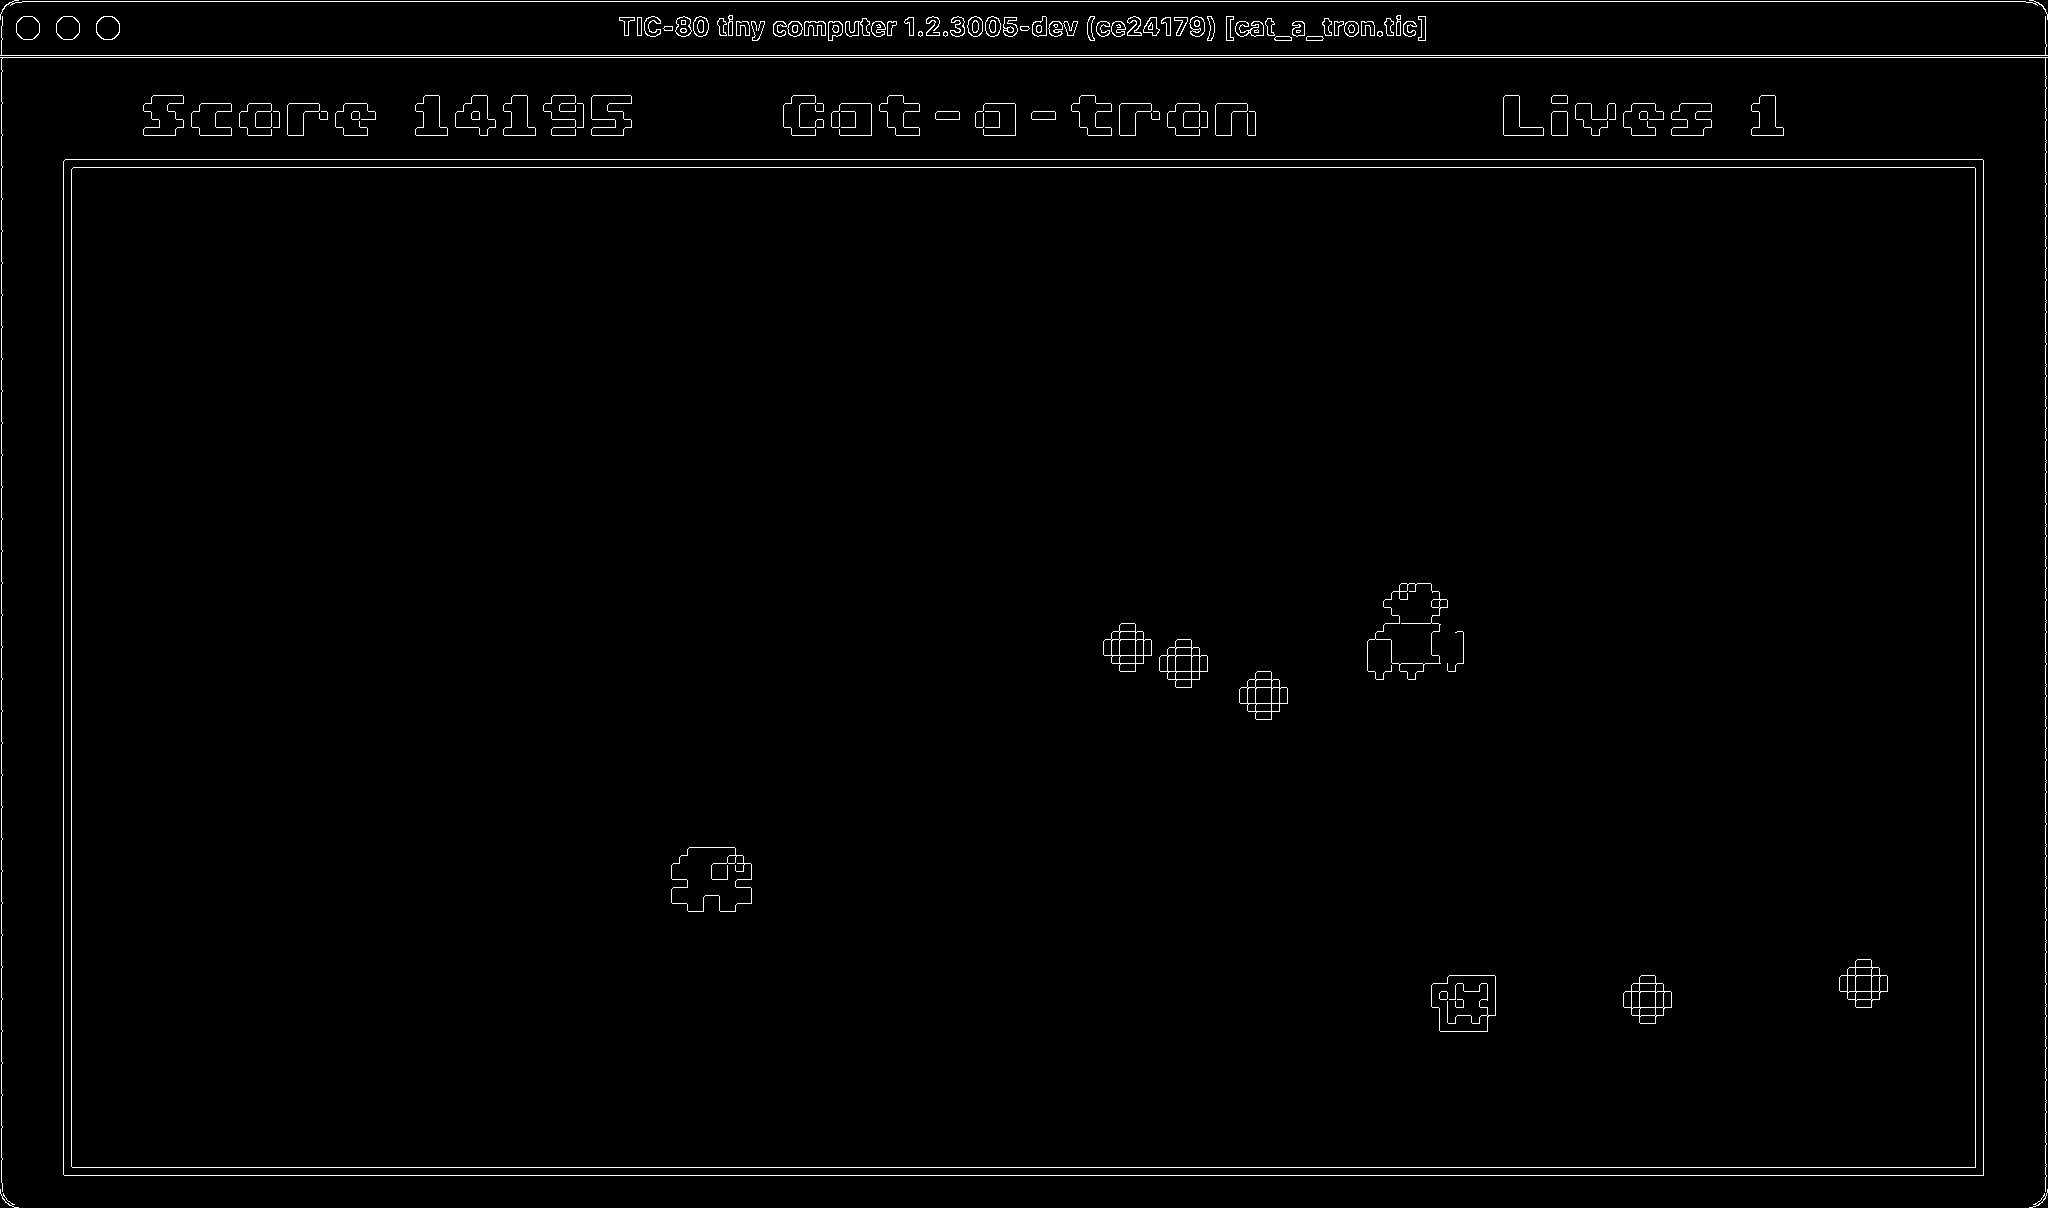 TIC-80 tiny computer 1.2.3005-dev (ce24179) [cat_a_tron.tic]
Score 14195 Cat-a-tron Lives 1